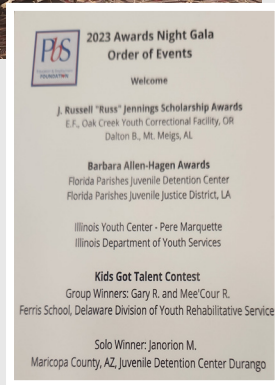 PbS
FOUNDATION
2023 Awards Night Gala
Order of Events
Welcome
J. Russell "Russ" Jennings Scholarship Awards
E.F., Oak Creek Youth Correctional Facility, OR
Dalton B., Mt. Meigs, AL
Barbara Allen-Hagen Awards
Florida Parishes Juvenile Detention Center
Florida Parishes Juvenile Justice District, LA
Illinois Youth Center - Pere Marquette
Illinois Department of Youth Services
Kids Got Talent Contest
Group Winners: Gary R. and Mee'Cour R.
Ferris School, Delaware Division of Youth Rehabilitative Service
Solo Winner: Janorion M.
Maricopa County, AZ, Juvenile Detention Center Durango